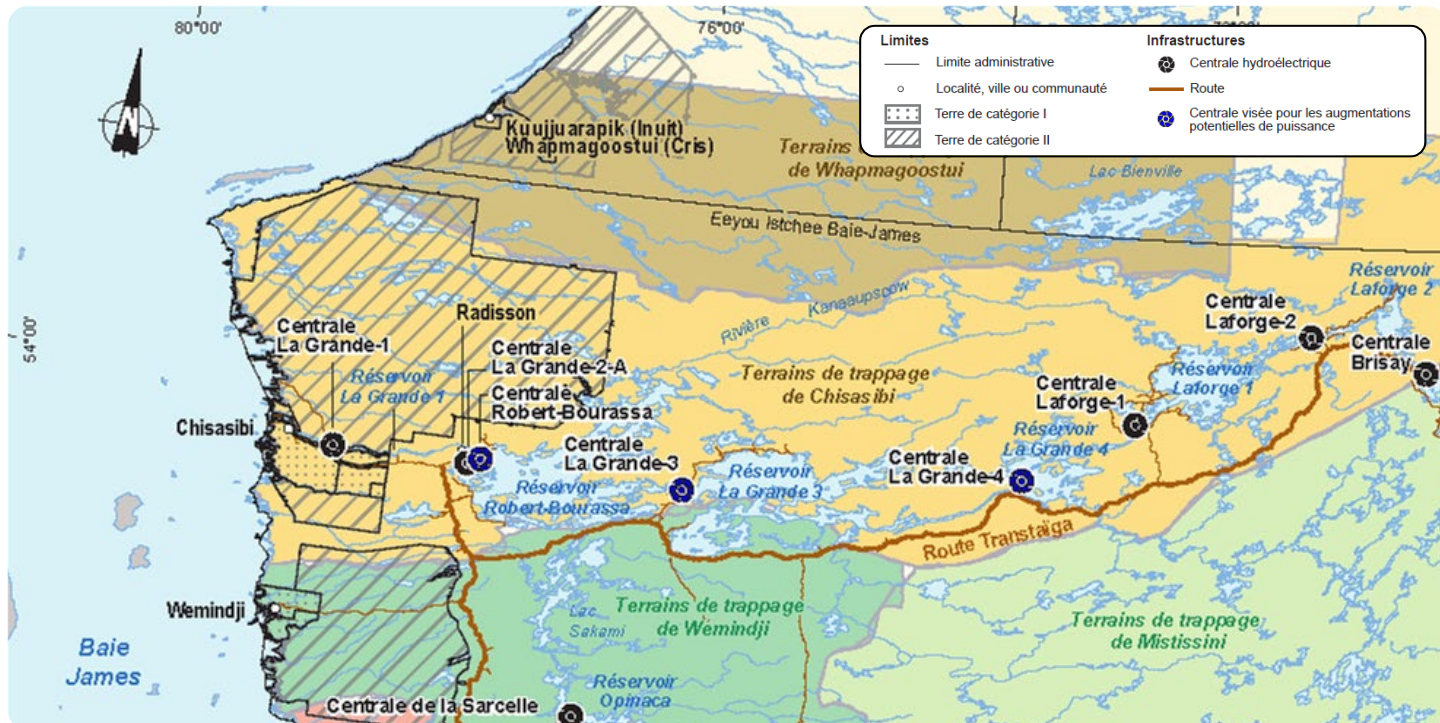 80°00'
76°00'
54°00'
Limites
Limite administrative
Localité, ville ou communauté
Terre de catégorie I
Terre de catégorie II
Infrastructures
Centrale hydroélectrique
Route
Centrale visée pour les augmentations
potentielles de puissance
Kuujjuarapik (Inuit)
Whapmagoostui (Cris)
Terrains
de Whapmagoostui
Lac Bienville
Eeyou Istchee Baie-James
Réservoir
Laforge 2
Rivière Kanaaupscow
Centrale
Laforge-2
Centrale
Brisay
Radisson
Centrale
La Grande-1
Centrale
La Grande-2-A
Réservoir
La Grande 1
Centrale
Robert-Bourassa
Terrains de trappage
de Chisasibi
Réservoir
Laforge 1
Centrale
Laforge-1
Chisasibi
Réservoir
La Grande 4
Centrale
La Grande-3
Centrale
La Grande-4
Réservoir
La Grande 3
Réservoir
Robert-Bourassa
Route Transtaïga
Wemindji
Lac
Sakami
Terrains de trappage
de Wemindji
Terrains de trappage
de Mistissini
Baie
James
Réservoir
Opinaca
Centrale de la Sarcelle
N